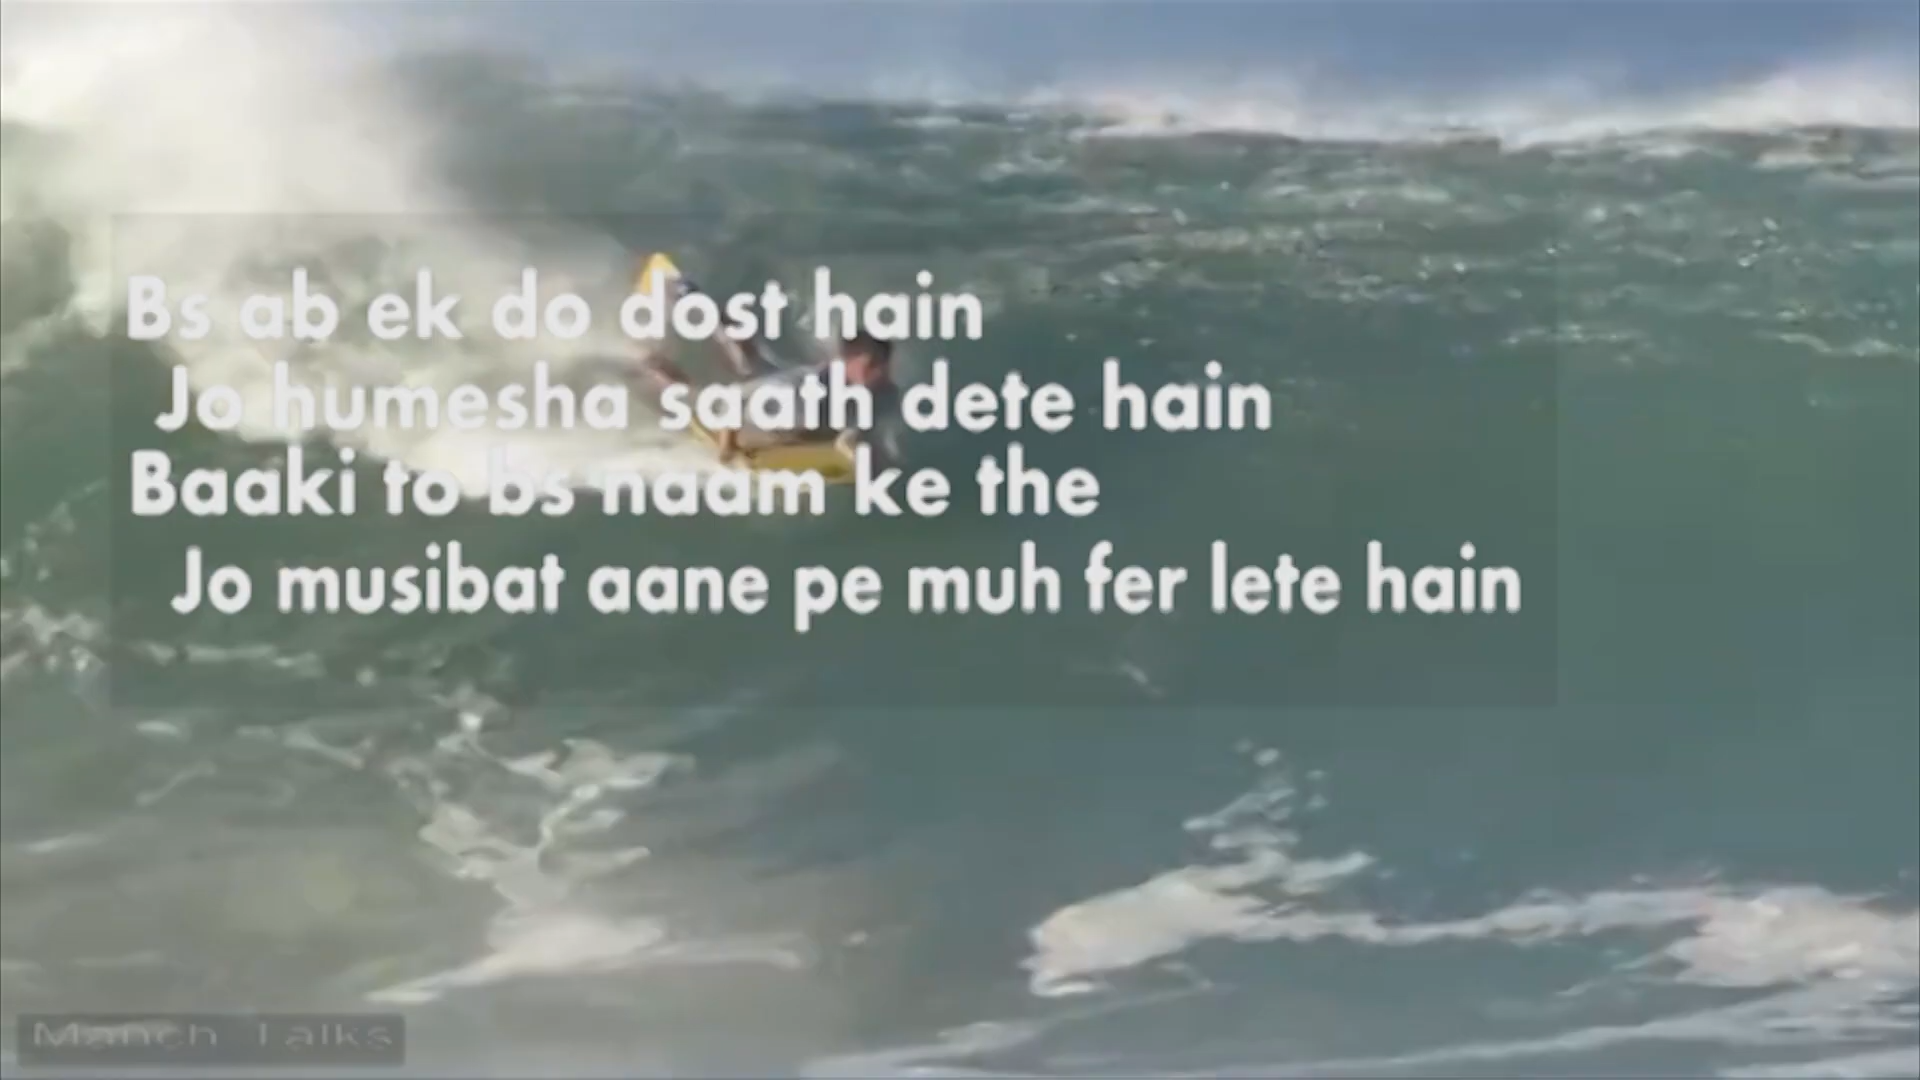 Bs ab ek do dost hain
Jo humesha saath dete hain
Baaki to bs naam ke the
Jo musibat aane pe muh fer lete hain
Manch Talks